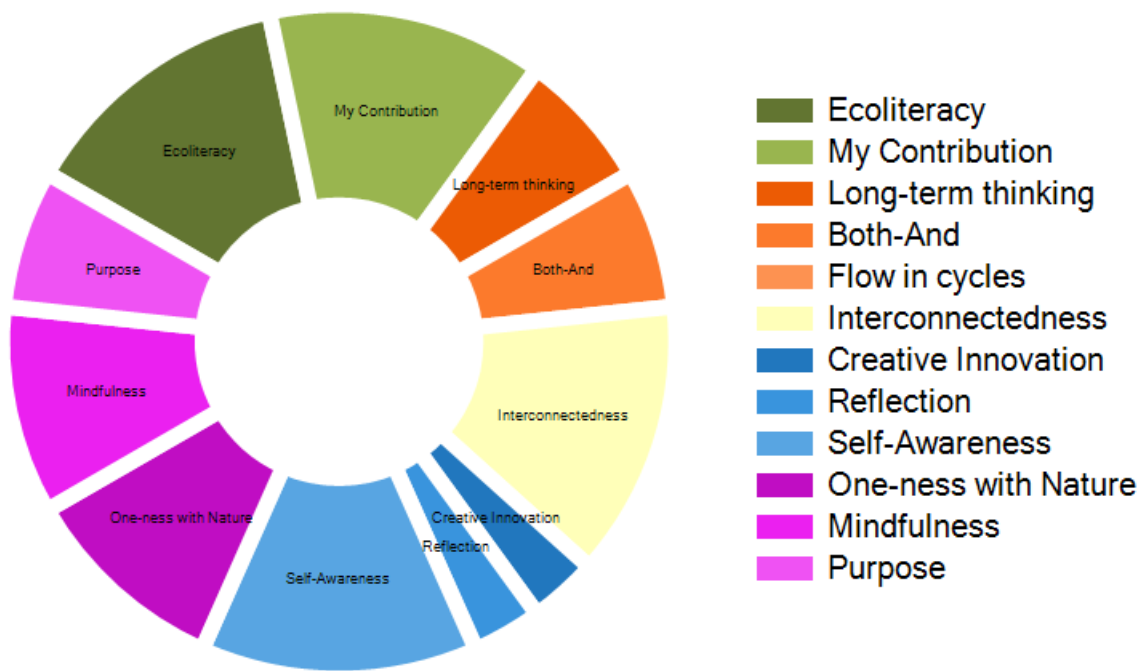 My Contribution
Ecoliteracy
Long-term thinking
Purpose
Both-And
Mindfulness
Interconnectedness
One-ness with Nature
Creative Innovation
Reflection
Self-Awareness
Ecoliteracy
My Contribution
Long-term thinking
Both-And
Flow in cycles
Interconnectedness
Creative Innovation
Reflection
Self-Awareness
One-ness with Nature
Mindfulness
Purpose